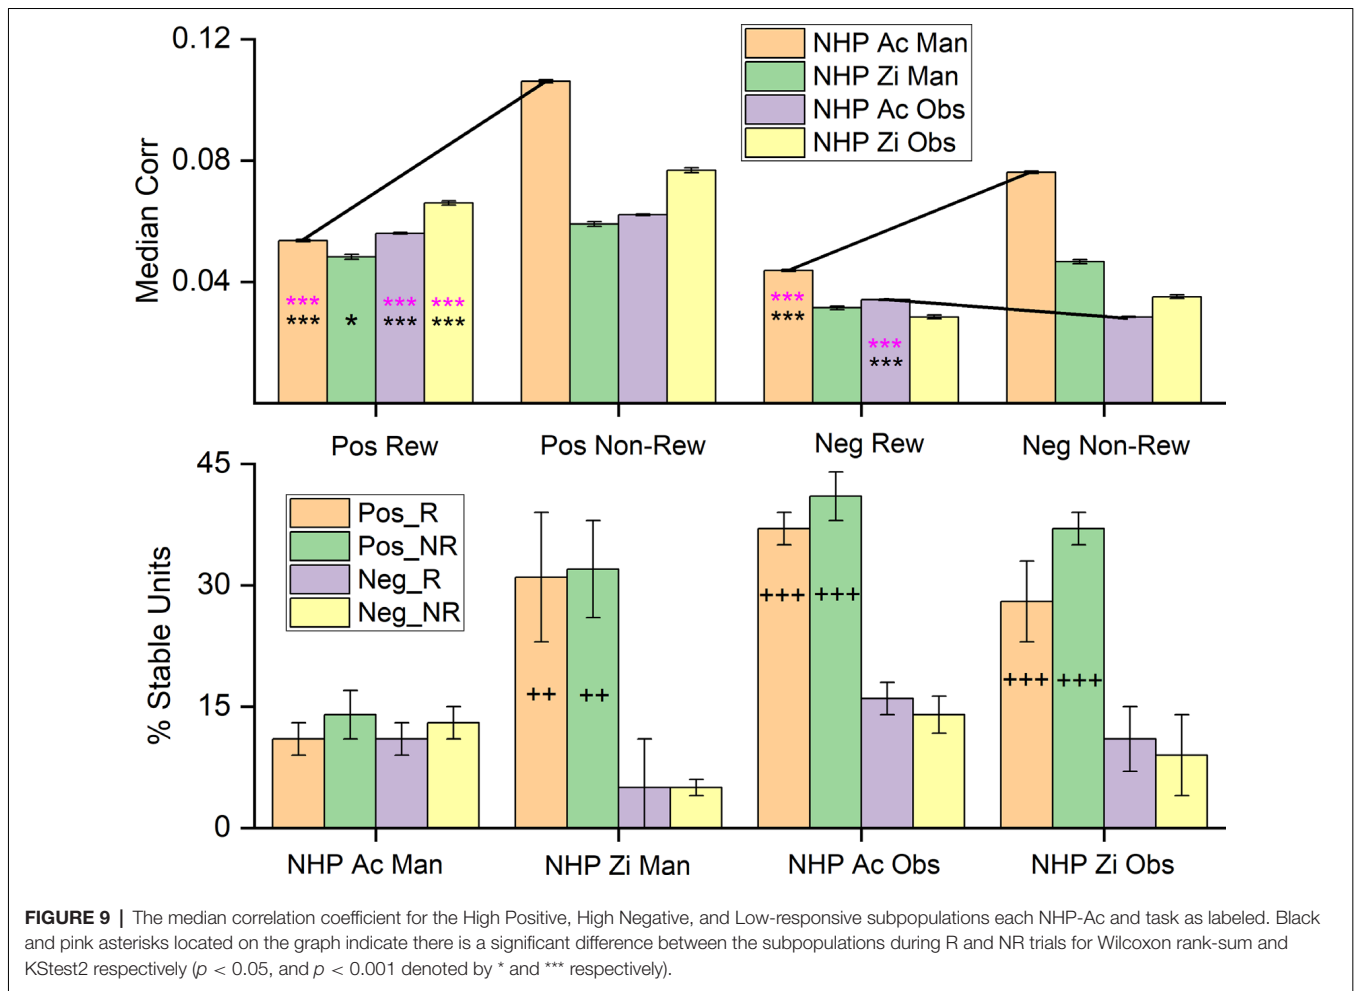 0.12
0.08
0.04
Median Corr
NHP Ac Man
NHP Zi Man
NHP Ac Obs
NHP Zi Obs
*** *** *** ***
*** * *** ***
***
***
Pos Rew Pos Non-Rew Neg Rew Neg Non-Rew
45
30
15
0
% Stable Units
Pos_R
Pos_NR
Neg_R
Neg_NR
++ ++ +++ +++ +++ +++
NHP Ac Man NHP Zi Man NHP Ac Obs NHP Zi Obs
FIGURE 9 | The median correlation coefficient for the High Positive, High Negative, and Low-responsive subpopulations each NHP-Ac and task as labeled. Black
and pink asterisks located on the graph indicate there is a significant difference between the subpopulations during R and NR trials for Wilcoxon rank-sum and
KStest2 respectively (p < 0.05, and p < 0.001 denoted by * and *** respectively).